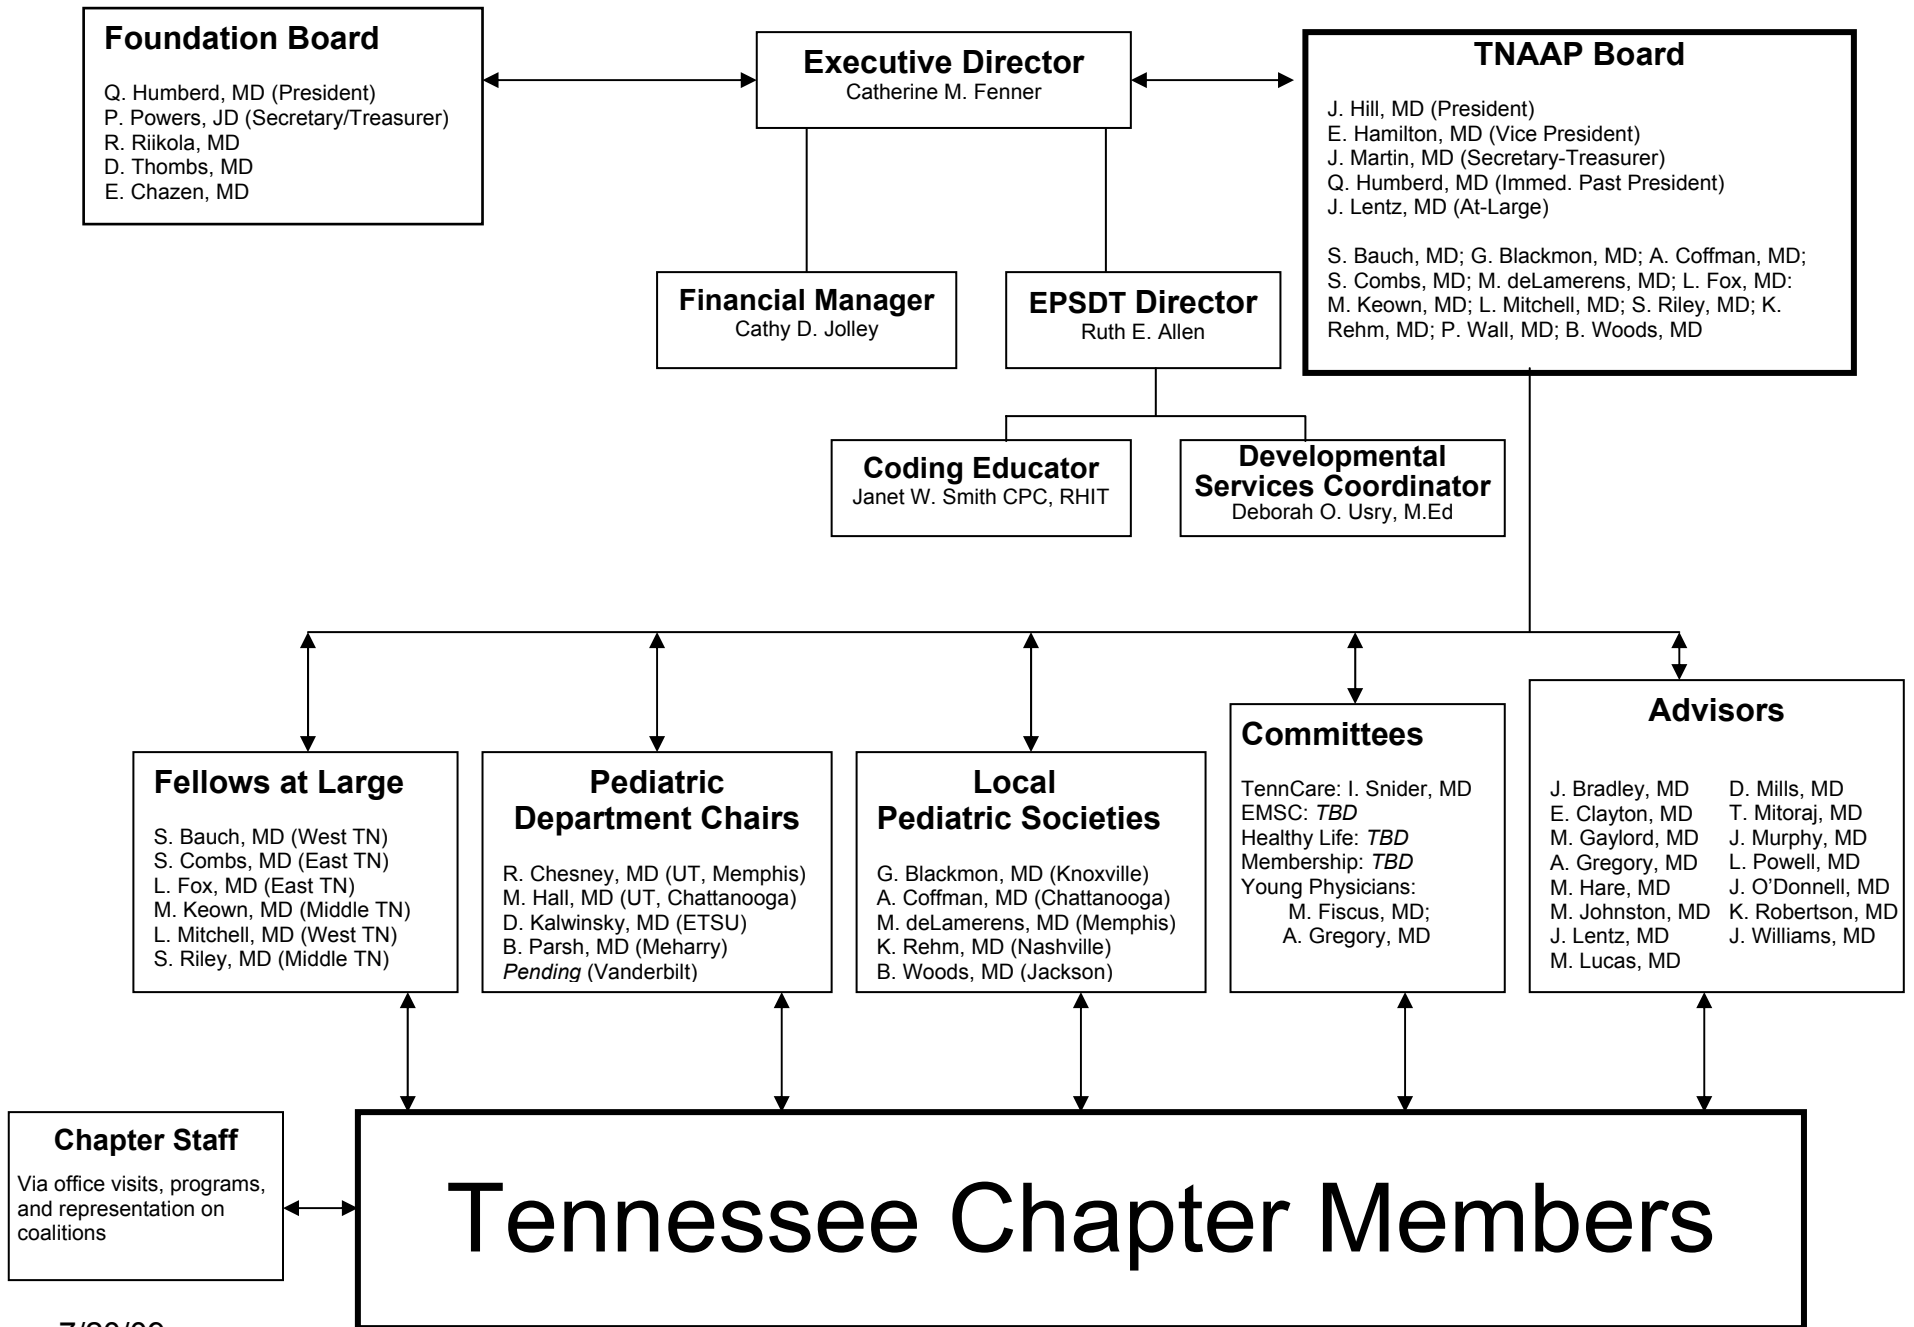 Foundation Board
Q. Humberd, MD (President)
P. Powers, JD (Secretary/Treasurer)
R. Riikola, MD
D. Thombs, MD
E. Chazen, MD
Executive Director
Catherine M. Fenner
TNAAP Board
J. Hill, MD (President)
E. Hamilton, MD (Vice President)
J. Martin, MD (Secretary-Treasurer)
Q. Humberd, MD (Immed. Past President)
J. Lentz, MD (At-Large)
S. Bauch, MD; G. Blackmon, MD; A. Coffman, MD;
S. Combs, MD; M. deLamerens, MD; L. Fox, MD:
M. Keown, MD; L. Mitchell, MD; S. Riley, MD; K.
Rehm, MD; P. Wall, MD; B. Woods, MD
Financial Manager
Cathy D. Jolley
EPSDT Director
Ruth E. Allen
Coding Educator
Janet W. Smith CPC, RHIT
Developmental
Services Coordinator
Deborah O. Usry, M.Ed
Fellows at Large
S. Bauch, MD (West TN)
S. Combs, MD (East TN)
L. Fox, MD (East TN)
M. Keown, MD (Middle TN)
L. Mitchell, MD (West TN)
S. Riley, MD (Middle TN)
Pediatric
Department Chairs
R. Chesney, MD (UT, Memphis)
M. Hall, MD (UT, Chattanooga)
D. Kalwinsky, MD (ETSU)
B. Parsh, MD (Meharry)
Pending (Vanderbilt)
Local
Pediatric Societies
G. Blackmon, MD (Knoxville)
A. Coffman, MD (Chattanooga)
M. deLamerens, MD (Memphis)
K. Rehm, MD (Nashville)
B. Woods, MD (Jackson)
Committees
TennCare: I. Snider, MD
EMSC: TBD
Healthy Life: TBD
Membership: TBD
Young Physicians:
M. Fiscus, MD;
A. Gregory, MD
Advisors
J. Bradley, MD
E. Clayton, MD
M. Gaylord, MD
A. Gregory, MD
M. Hare, MD
M. Johnston, MD
J. Lentz, MD
M. Lucas, MD
D. Mills, MD
T. Mitoraj, MD
J. Murphy, MD
L. Powell, MD
J. O'Donnell, MD
K. Robertson, MD
J. Williams, MD
Chapter Staff
Via office visits, programs,
and representation on
coalitions
Tennessee Chapter Members